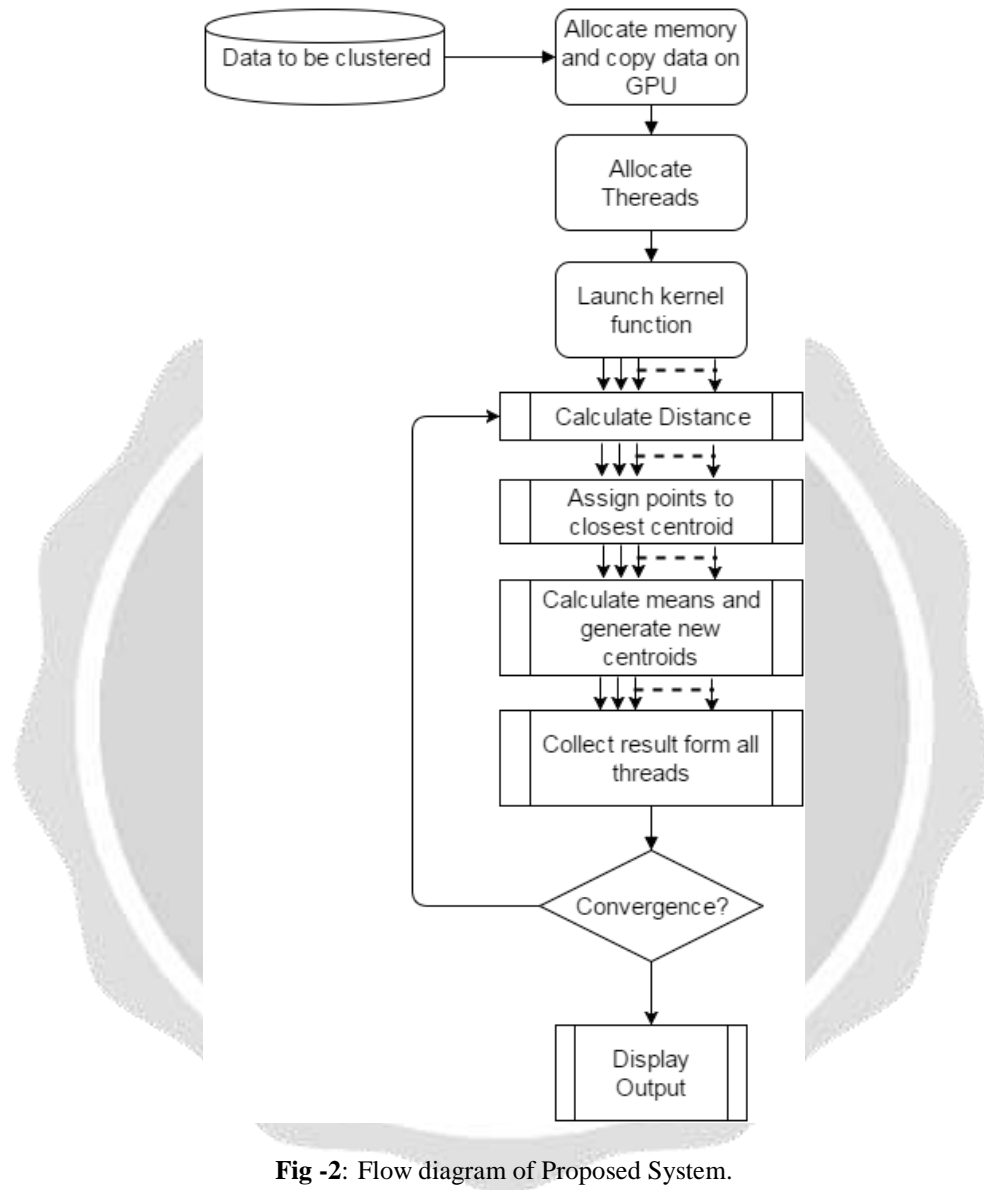 Data to be clustered
Allocate memory
and copy data on
GPU
Allocate
Thereads
Launch kernel
function
Calculate Distance
Assign points to
closest centroid
Calculate means and
generate new
centroids
Collect result form all
threads
Convergence?
Display
Output
Fig -2: Flow diagram of Proposed System.